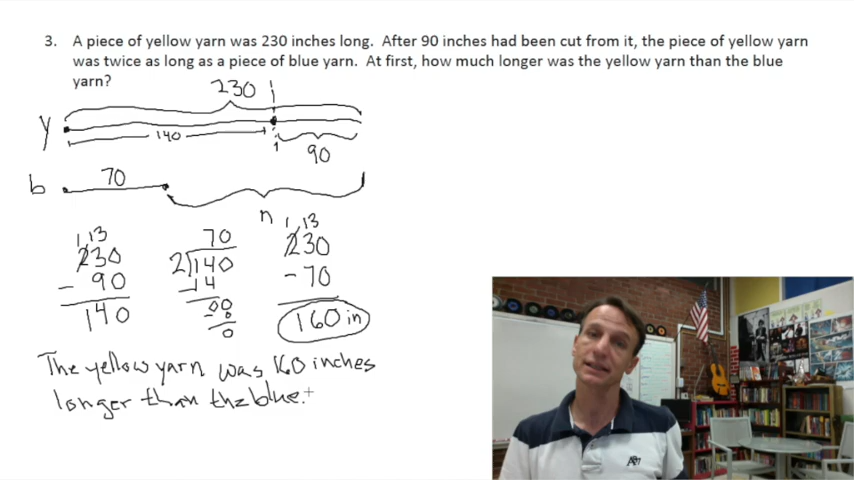 3. A piece of yellow yarn was 230 inches long. After 90 inches had been cut from it, the piece of yellow yarn
was twice as long as a piece of blue yarn. At first, how much longer was the yellow yarn than the blue
yarn?
230
y
140
90
b
70
n
1 13
230
- 90
140
70
2 140
- 14
00
- 0
0
1 13
230
- 70
160 in
The yellow yarn was 160 inches
longer than the blue.